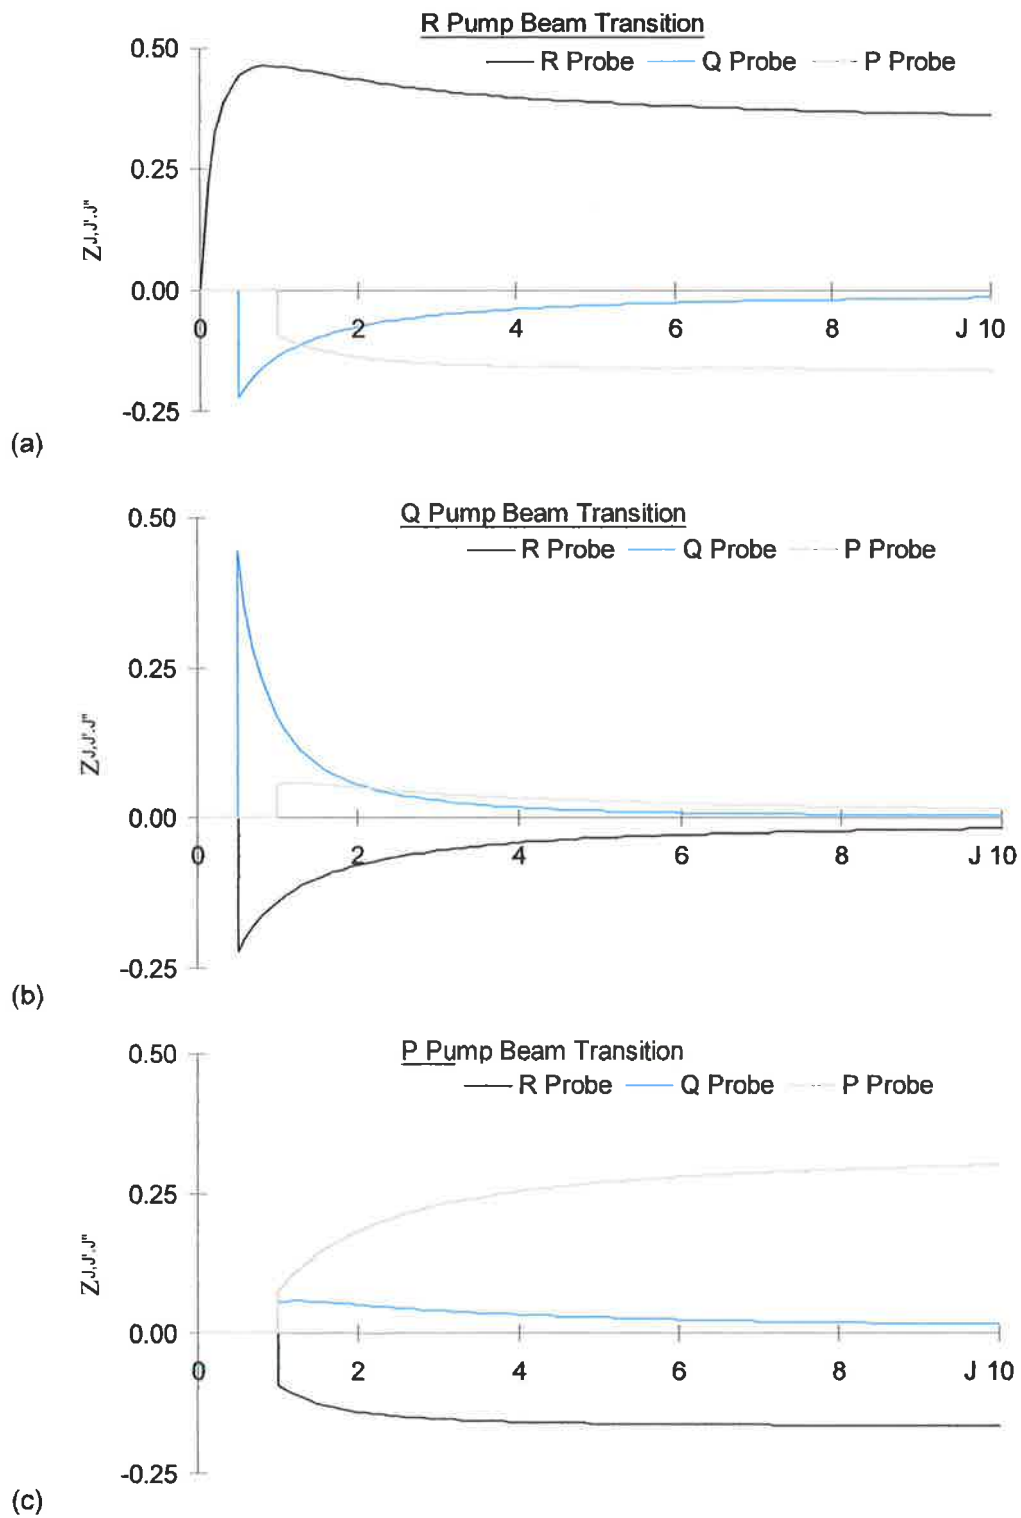 R Pump Beam Transition
R Probe Q Probe P Probe
0.50
0.25
0.00
-0.25
0 2 4 6 8 J 10
ZJ,J',J"
(a)
Q Pump Beam Transition
R Probe Q Probe P Probe
0.50
0.25
0.00
-0.25
0 2 4 6 8 J 10
ZJ,J',J"
(b)
P Pump Beam Transition
R Probe Q Probe P Probe
0.50
0.25
0.00
-0.25
0 2 4 6 8 J 10
ZJ,J',J"
(c)